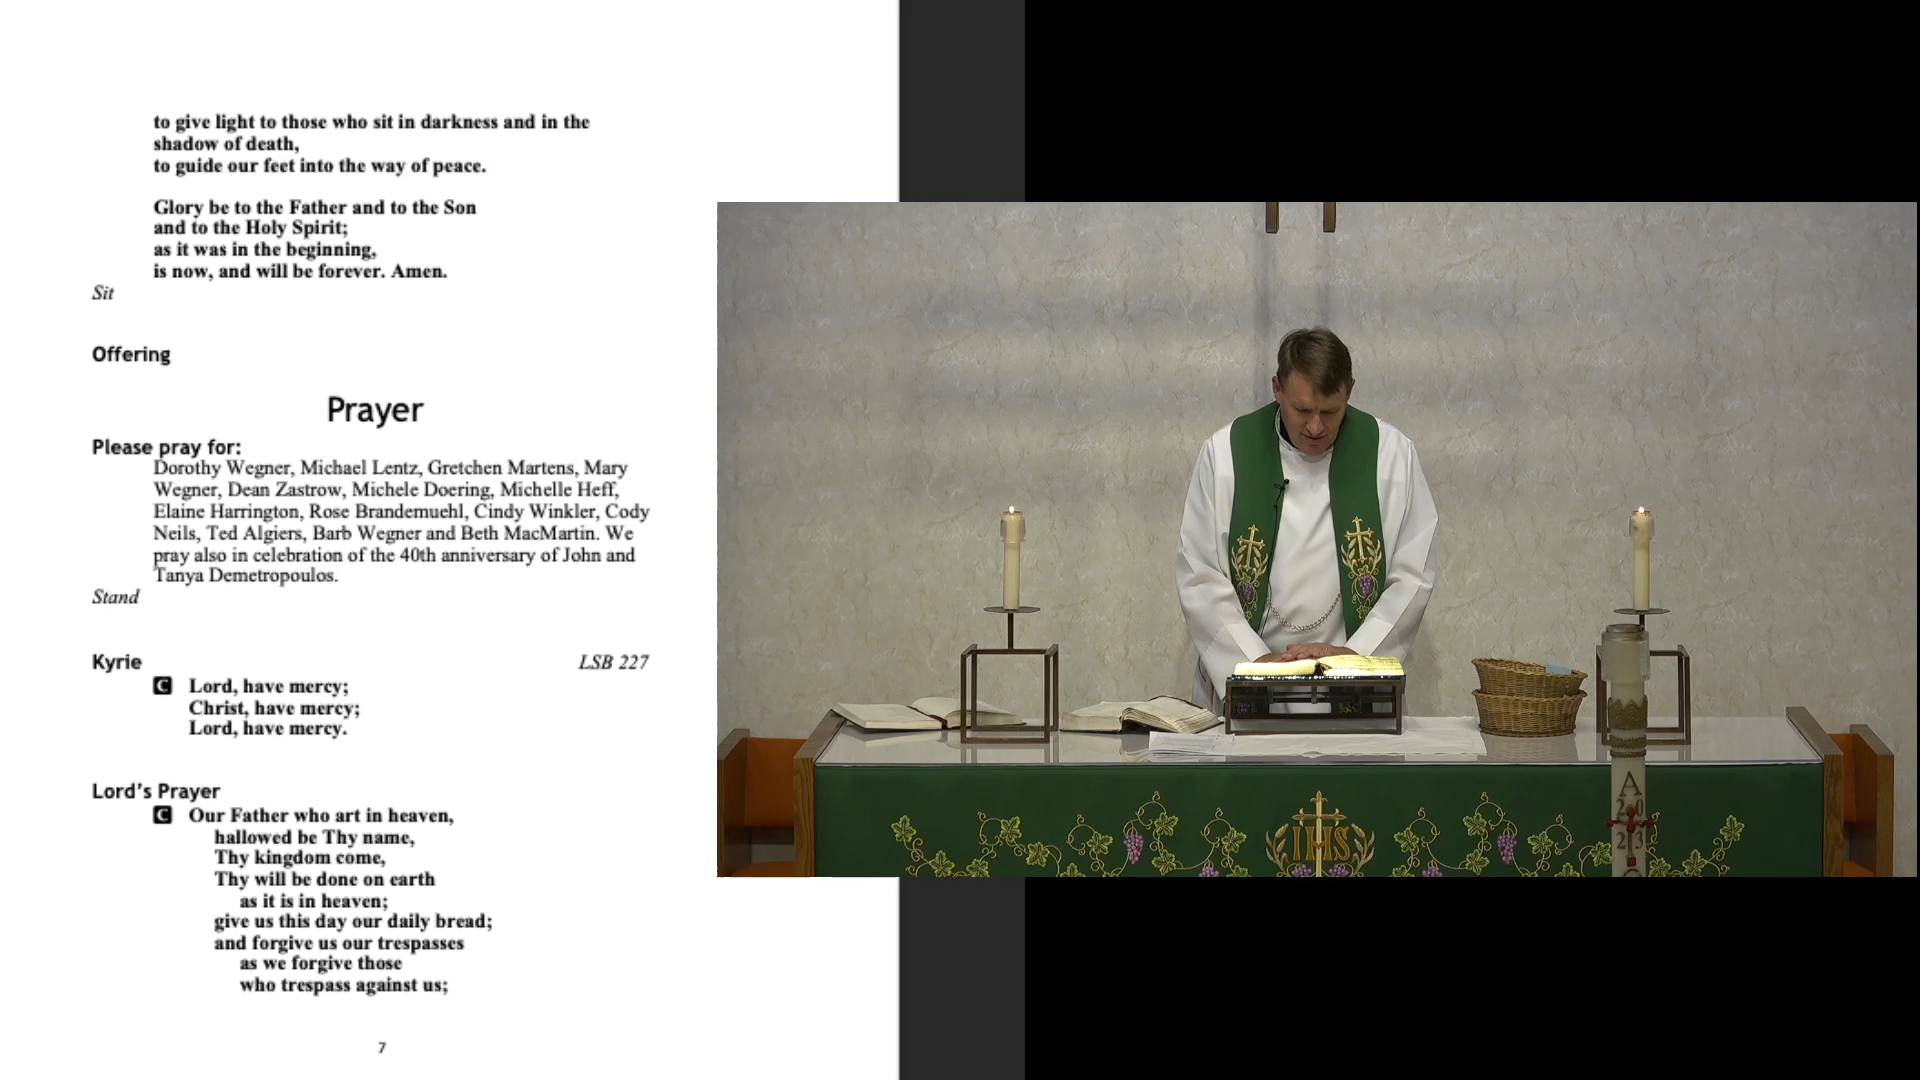 to give light to those who sit in darkness and in the
shadow of death,
to guide our feet into the way of peace.
Glory be to the Father and to the Son
and to the Holy Spirit;
as it was in the beginning,
is now, and will be forever. Amen.
Sit
Offering
Prayer
Please pray for:
Dorothy Wegner, Michael Lentz, Gretchen Martens, Mary
Wegner, Dean Zastrow, Michele Doering, Michelle Heff,
Elaine Harrington, Rose Brandemuehl, Cindy Winkler, Cody
Neils, Ted Algiers, Barb Wegner and Beth MacMartin. We
pray also in celebration of the 40th anniversary of John and
Tanya Demetropoulos.
Stand
Kyrie LSB 227
C Lord, have mercy;
Christ, have mercy;
Lord, have mercy.
Lord's Prayer
C Our Father who art in heaven,
hallowed be Thy name,
Thy kingdom come,
Thy will be done on earth
as it is in heaven;
give us this day our daily bread;
and forgive us our trespasses
as we forgive those
who trespass against us;
7
IHS
A
20
23